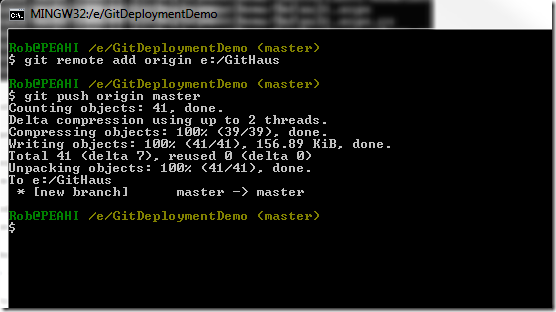 MINGW32:/e/GitDeploymentDemo
Rob@PEAHI /e/GitDeploymentDemo (master)
$ git remote add origin e:/GitHaus
Rob@PEAHI /e/GitDeploymentDemo (master)
$ git push origin master
Counting objects: 41, done.
Delta compression using up to 2 threads.
Compressing objects: 100% (39/39), done.
Writing objects: 100% (41/41), 156.89 KiB, done.
Total 41 (delta 7), reused 0 (delta 0)
Unpacking objects: 100% (41/41), done.
To e:/GitHaus
 * [new branch]      master -> master
Rob@PEAHI /e/GitDeploymentDemo (master)
$